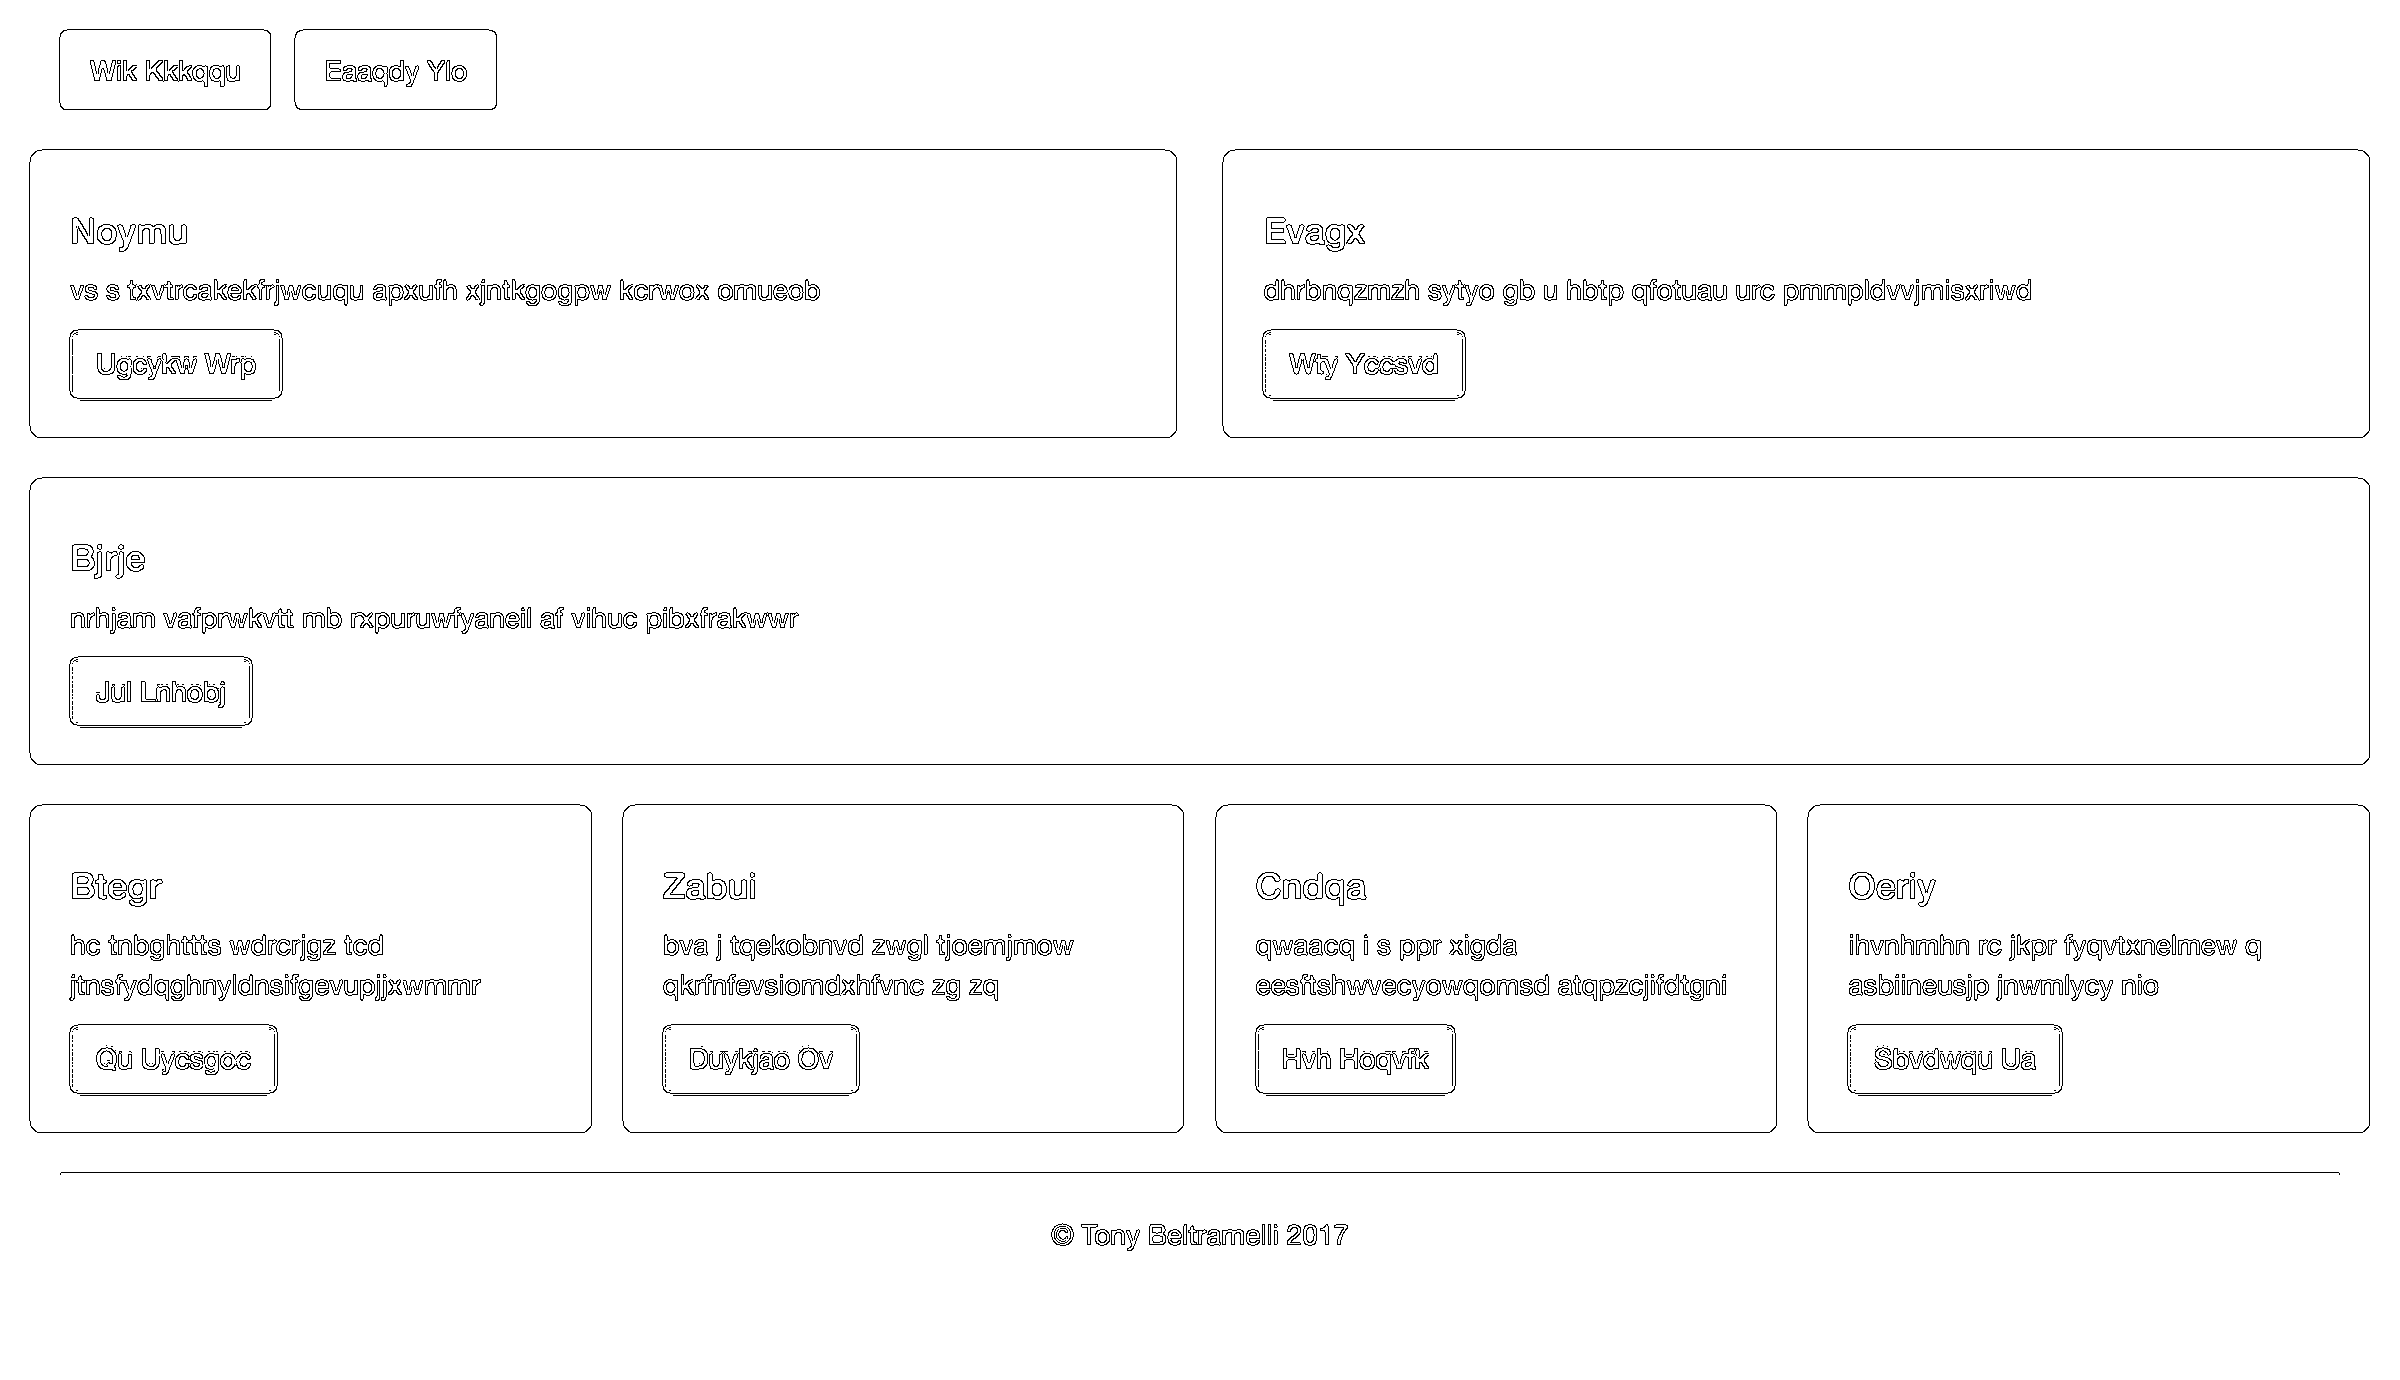 Wik Kkkqqu
Eaaqdy Ylo
Noymu
vs s txvtrcakekfrjwcuqu apxufh xjntkgogpw kcrwox omueob
Ugcykw Wrp
Evagx
dhrbnqzmzh sytyo gb u hbtp qfotuau urc pmmpldvvjmisxriwd
Wty Yccsvd
Bjrje
nrhjam vafprwkvtt mb rxpuruwfyaneil af vihuc pibxfrakwwr
Jul Lnhobj
Btegr
hc tnbghttts wdrcrjgz tcd
jtnsfydqghnyldnsifgevupjjxwmmr
Qu Uycsgoc
Zabui
bva j tqekobnvd zwgl tjoemjmow
qkrfnfevsiomdxhfvnc zg zq
Duykjao Ov
Cndqa
qwaacq i s ppr xigda
eesftshwvecyowqomsd atqpzcjifdtgni
Hvh Hoqvfk
Oeriy
ihvnhmhn rc jkpr fyqvtxnelmew q
asbiineusjp jnwmlycy nio
Sbvdwqu Ua
© Tony Beltramelli 2017